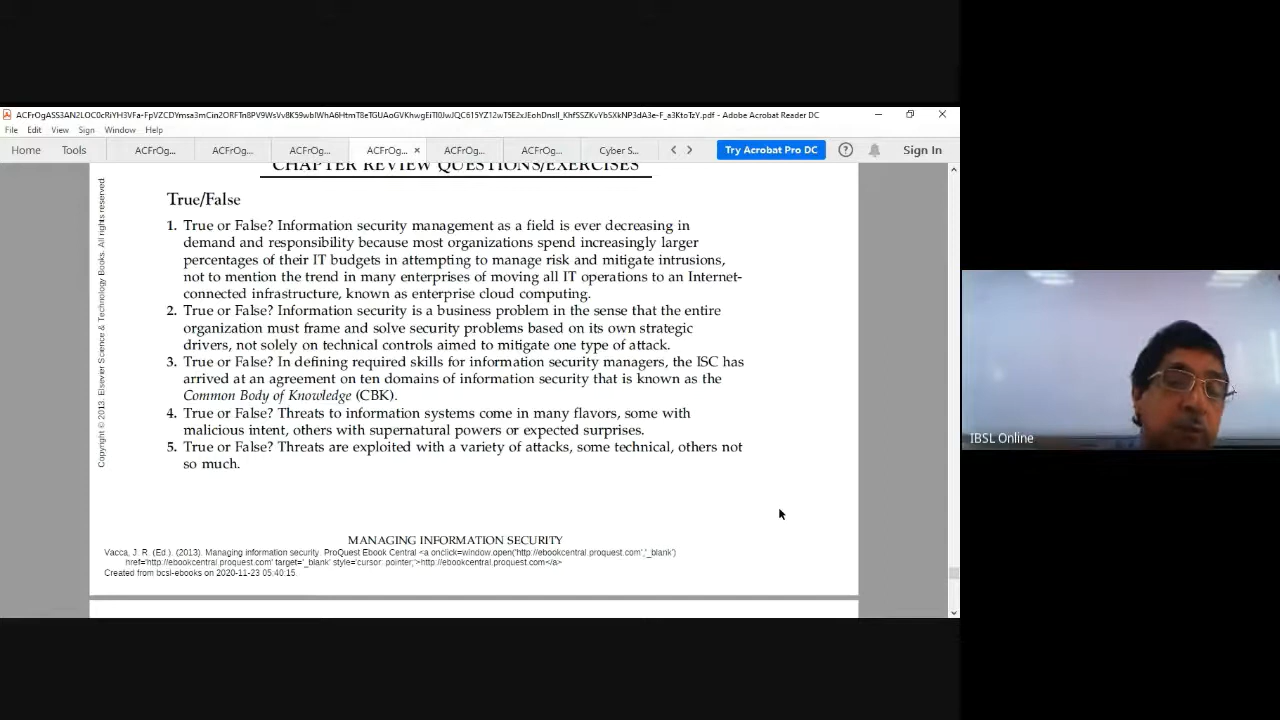 ACFrOgASS3AN2LOC0cRiYH3VFa-FpVZCDYmsa3mCin2ORFTn8PV9WsVv8K59wbIWhA6HtmT8eTGUAoGVKhwgEiTl0JwJQC615YZ12wT5E2xJEohDnsIl_KhfSSZKvYbSXkNP3dA3e-F_a3KtoTzY.pdf - Adobe Acrobat Reader DC
File Edit View Sign Window Help
Home Tools ACFrOg... ACFrOg... ACFrOg... ACFrOg... × ACFrOg... ACFrOg... Cyber S... Try Acrobat Pro DC Sign In
CHAPTER REVIEW QUESTIONS/EXERCISES
True/False
1. True or False? Information security management as a field is ever decreasing in
demand and responsibility because most organizations spend increasingly larger
percentages of their IT budgets in attempting to manage risk and mitigate intrusions,
not to mention the trend in many enterprises of moving all IT operations to an Internet-
connected infrastructure, known as enterprise cloud computing.
2. True or False? Information security is a business problem in the sense that the entire
organization must frame and solve security problems based on its own strategic
drivers, not solely on technical controls aimed to mitigate one type of attack.
3. True or False? In defining required skills for information security managers, the ISC has
arrived at an agreement on ten domains of information security that is known as the
Common Body of Knowledge (CBK).
4. True or False? Threats to information systems come in many flavors, some with
malicious intent, others with supernatural powers or expected surprises.
5. True or False? Threats are exploited with a variety of attacks, some technical, others not
so much.
Copyright © 2013. Elsevier Science & Technology Books. All rights reserved.
MANAGING INFORMATION SECURITY
Vacca, J. R. (Ed.). (2013). Managing information security. ProQuest Ebook Central <a onclick=window.open('http://ebookcentral.proquest.com','_blank')
href='http://ebookcentral.proquest.com' target='_blank' style='cursor: pointer;'>http://ebookcentral.proquest.com</a>
Created from bcsl-ebooks on 2020-11-23 05:40:15.
IBSL Online